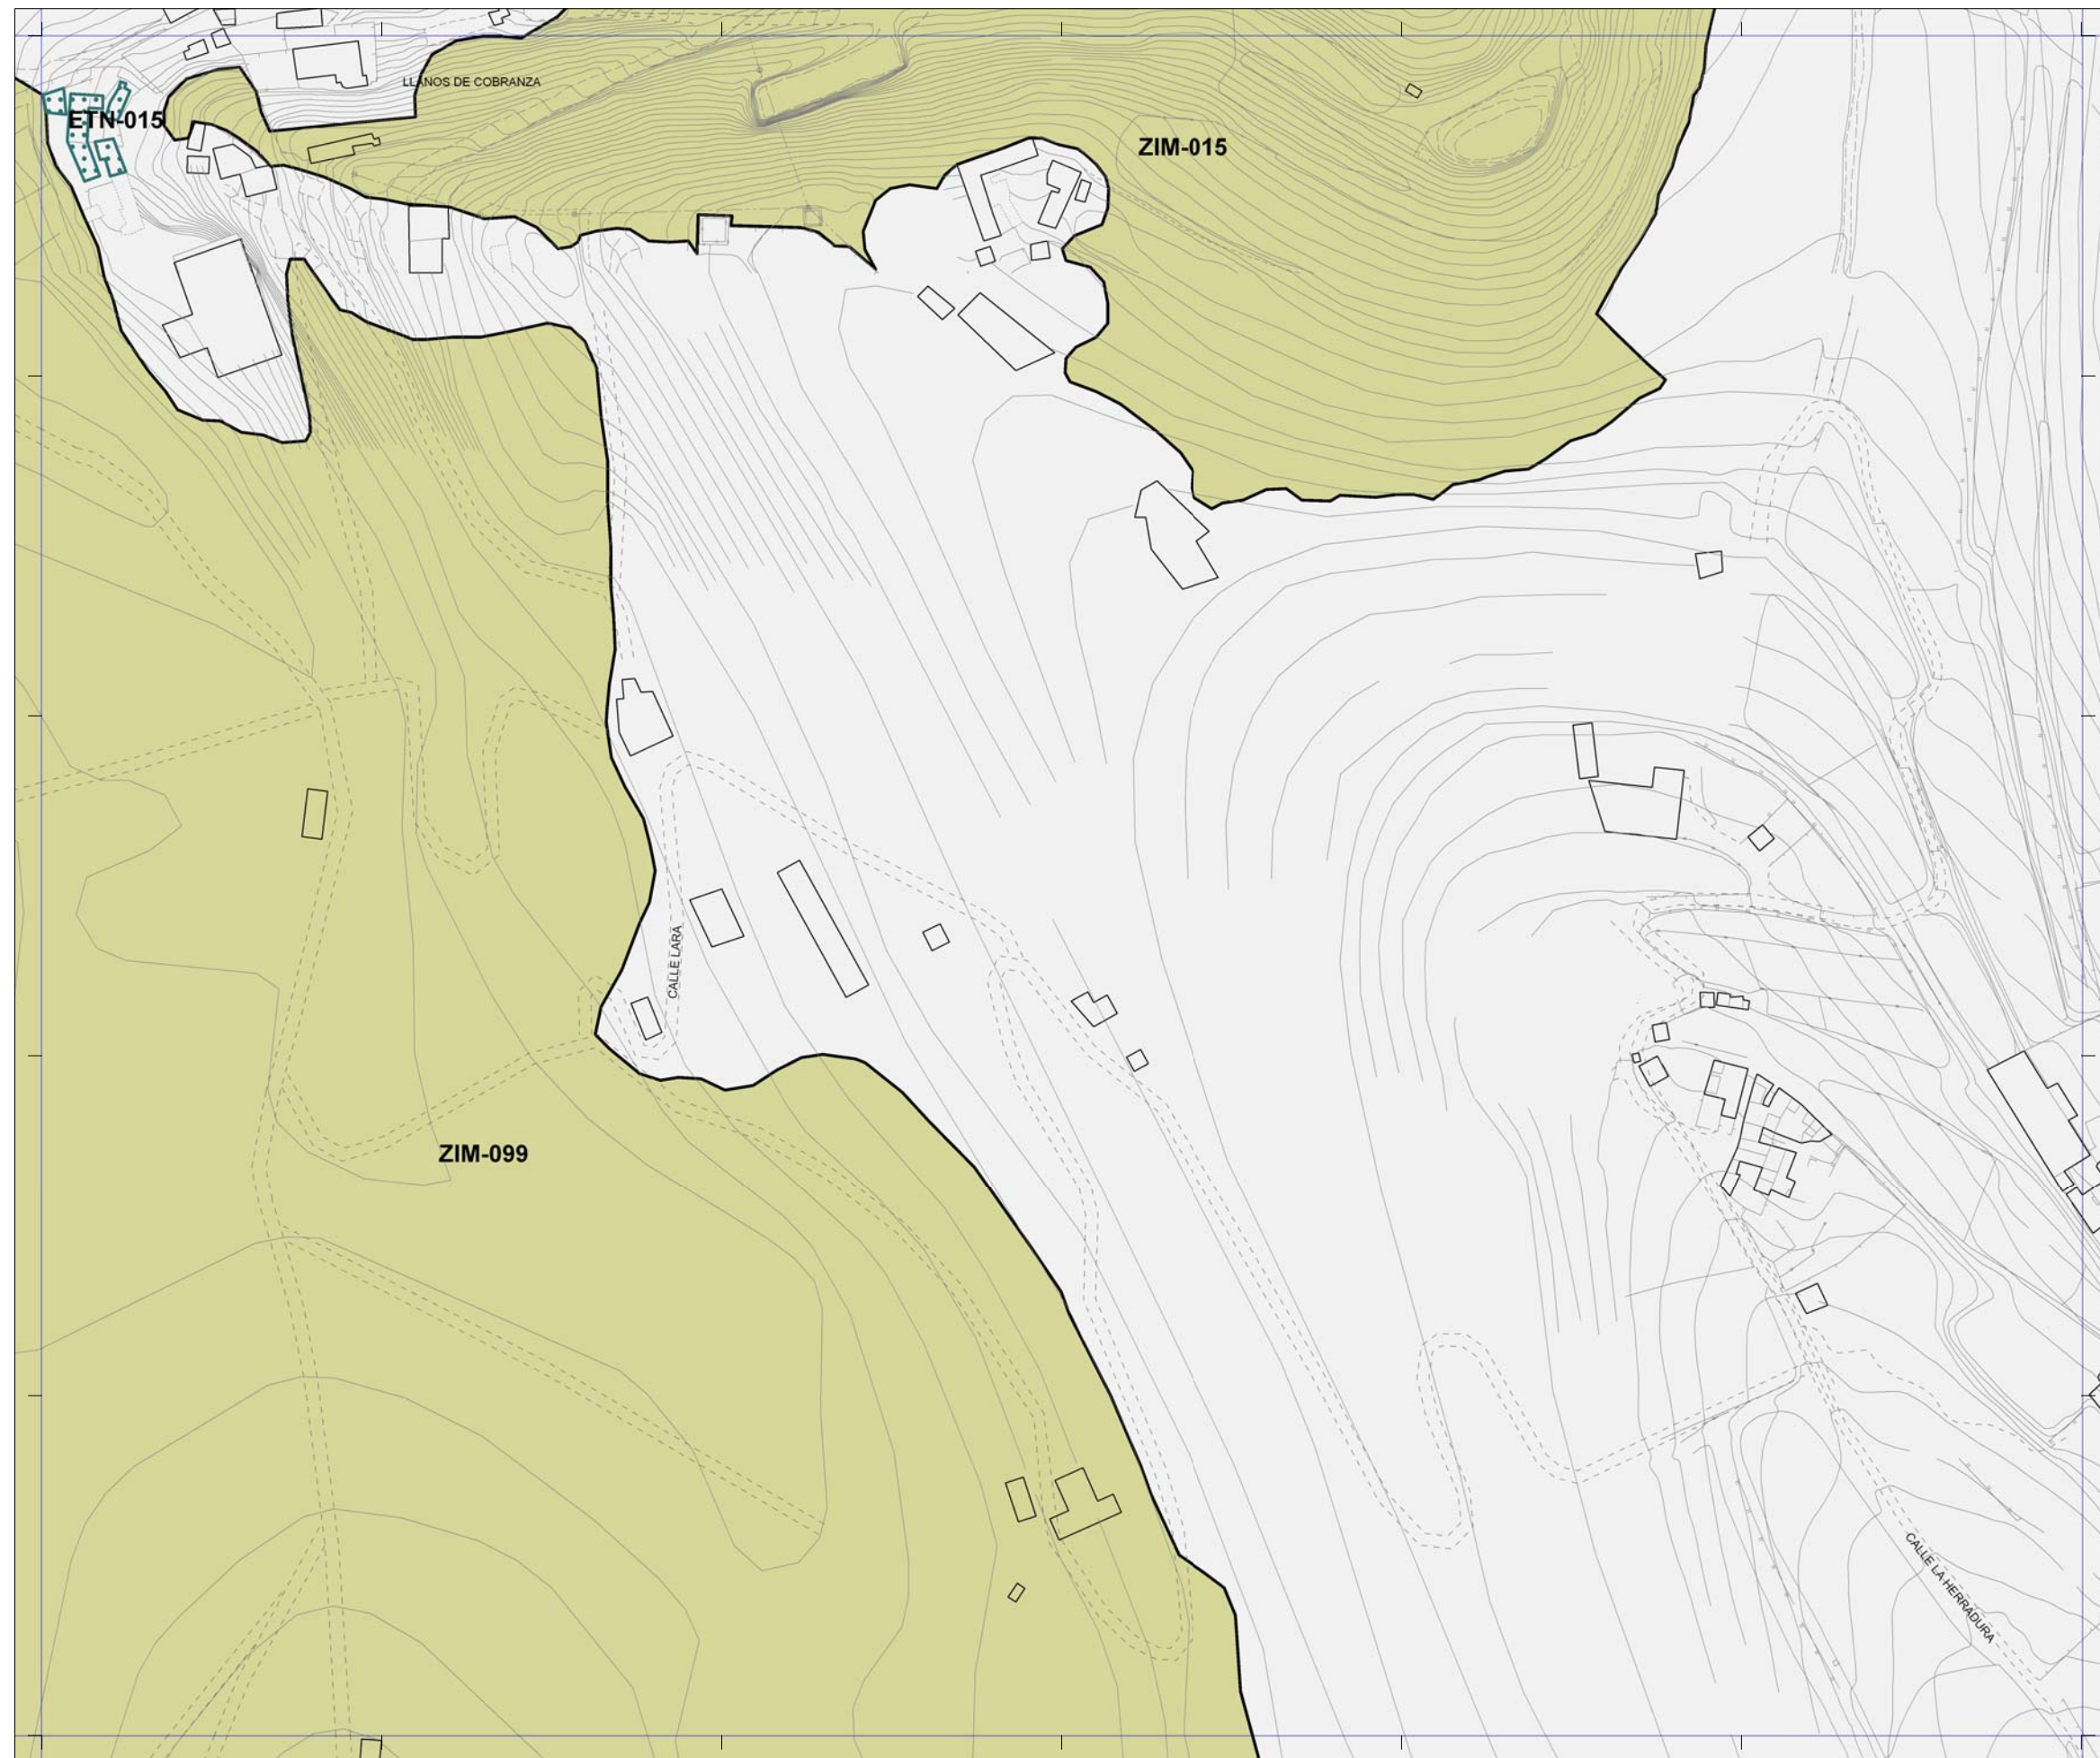 LLANOS DE COBRANZA
ETN-015
ZIM-015
CALLE LARA
ZIM-099
CALLE LA HERRADURA